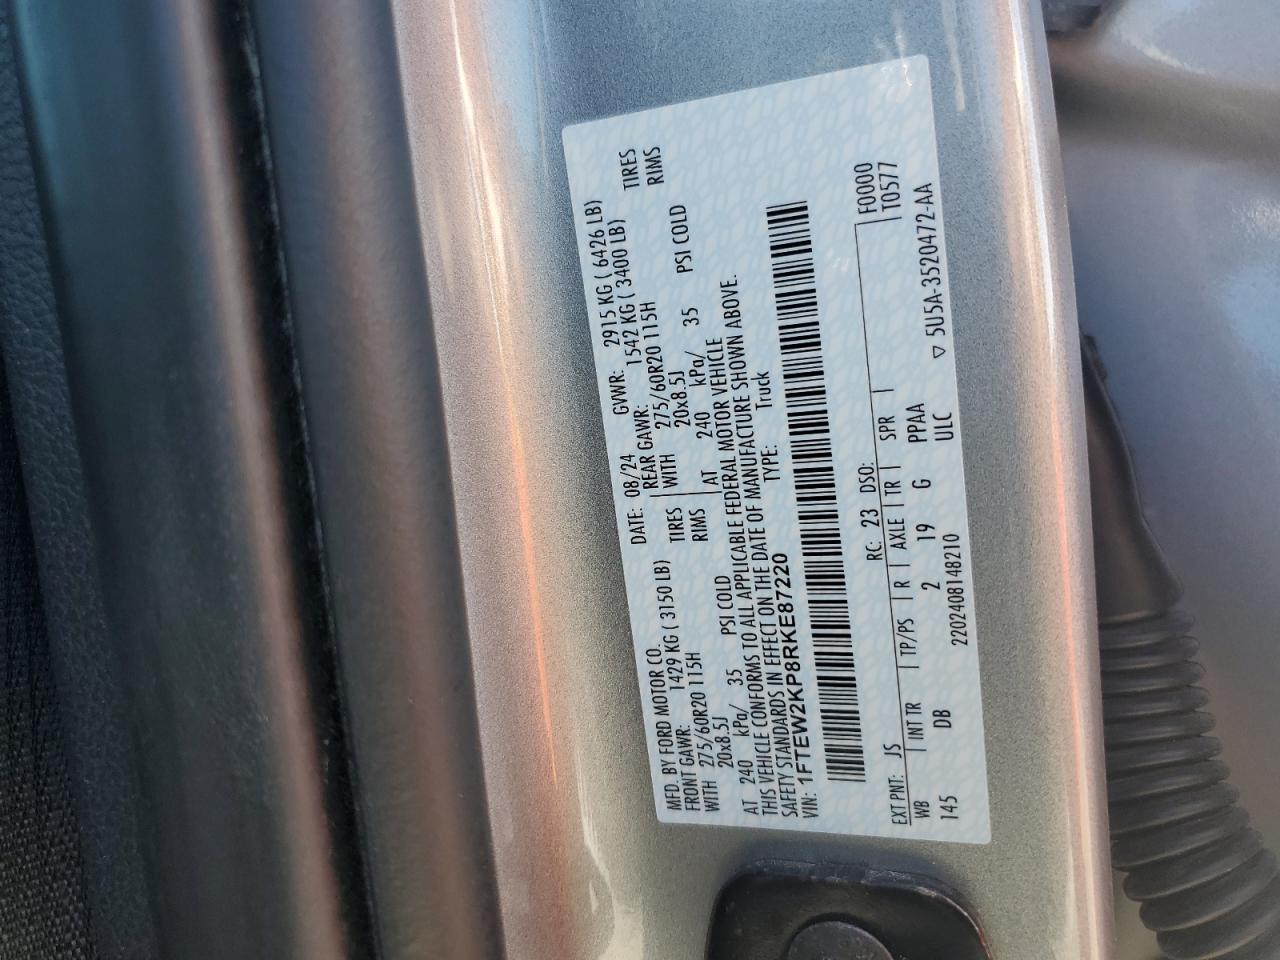 MFD. BY FORD MOTOR CO.
DATE: 08/24 GVWR: 2915 KG ( 6426 LB)
FRONT GAWR: 1429 KG ( 3150 LB) REAR GAWR: 1542 KG ( 3400 LB)
WITH 275/60R20 115H TIRES WITH 275/60R20 115H TIRES
20x8.5J RIMS 20x8.5J RIMS
AT 240 kPa/ 35 PSI COLD AT 240 kPa/ 35 PSI COLD
THIS VEHICLE CONFORMS TO ALL APPLICABLE FEDERAL MOTOR VEHICLE
SAFETY STANDARDS IN EFFECT ON THE DATE OF MANUFACTURE SHOWN ABOVE.
VIN: 1FTEW2KP8RKE87220 TYPE: Truck
EXT PNT: JS RC: 23 DSO: F0000
WB INT TR TP/PS R AXLE TR SPR T0577
145 DB 2 19 G PPAA
ULC ▽ 5U5A-3520472-AA
220240814​8210